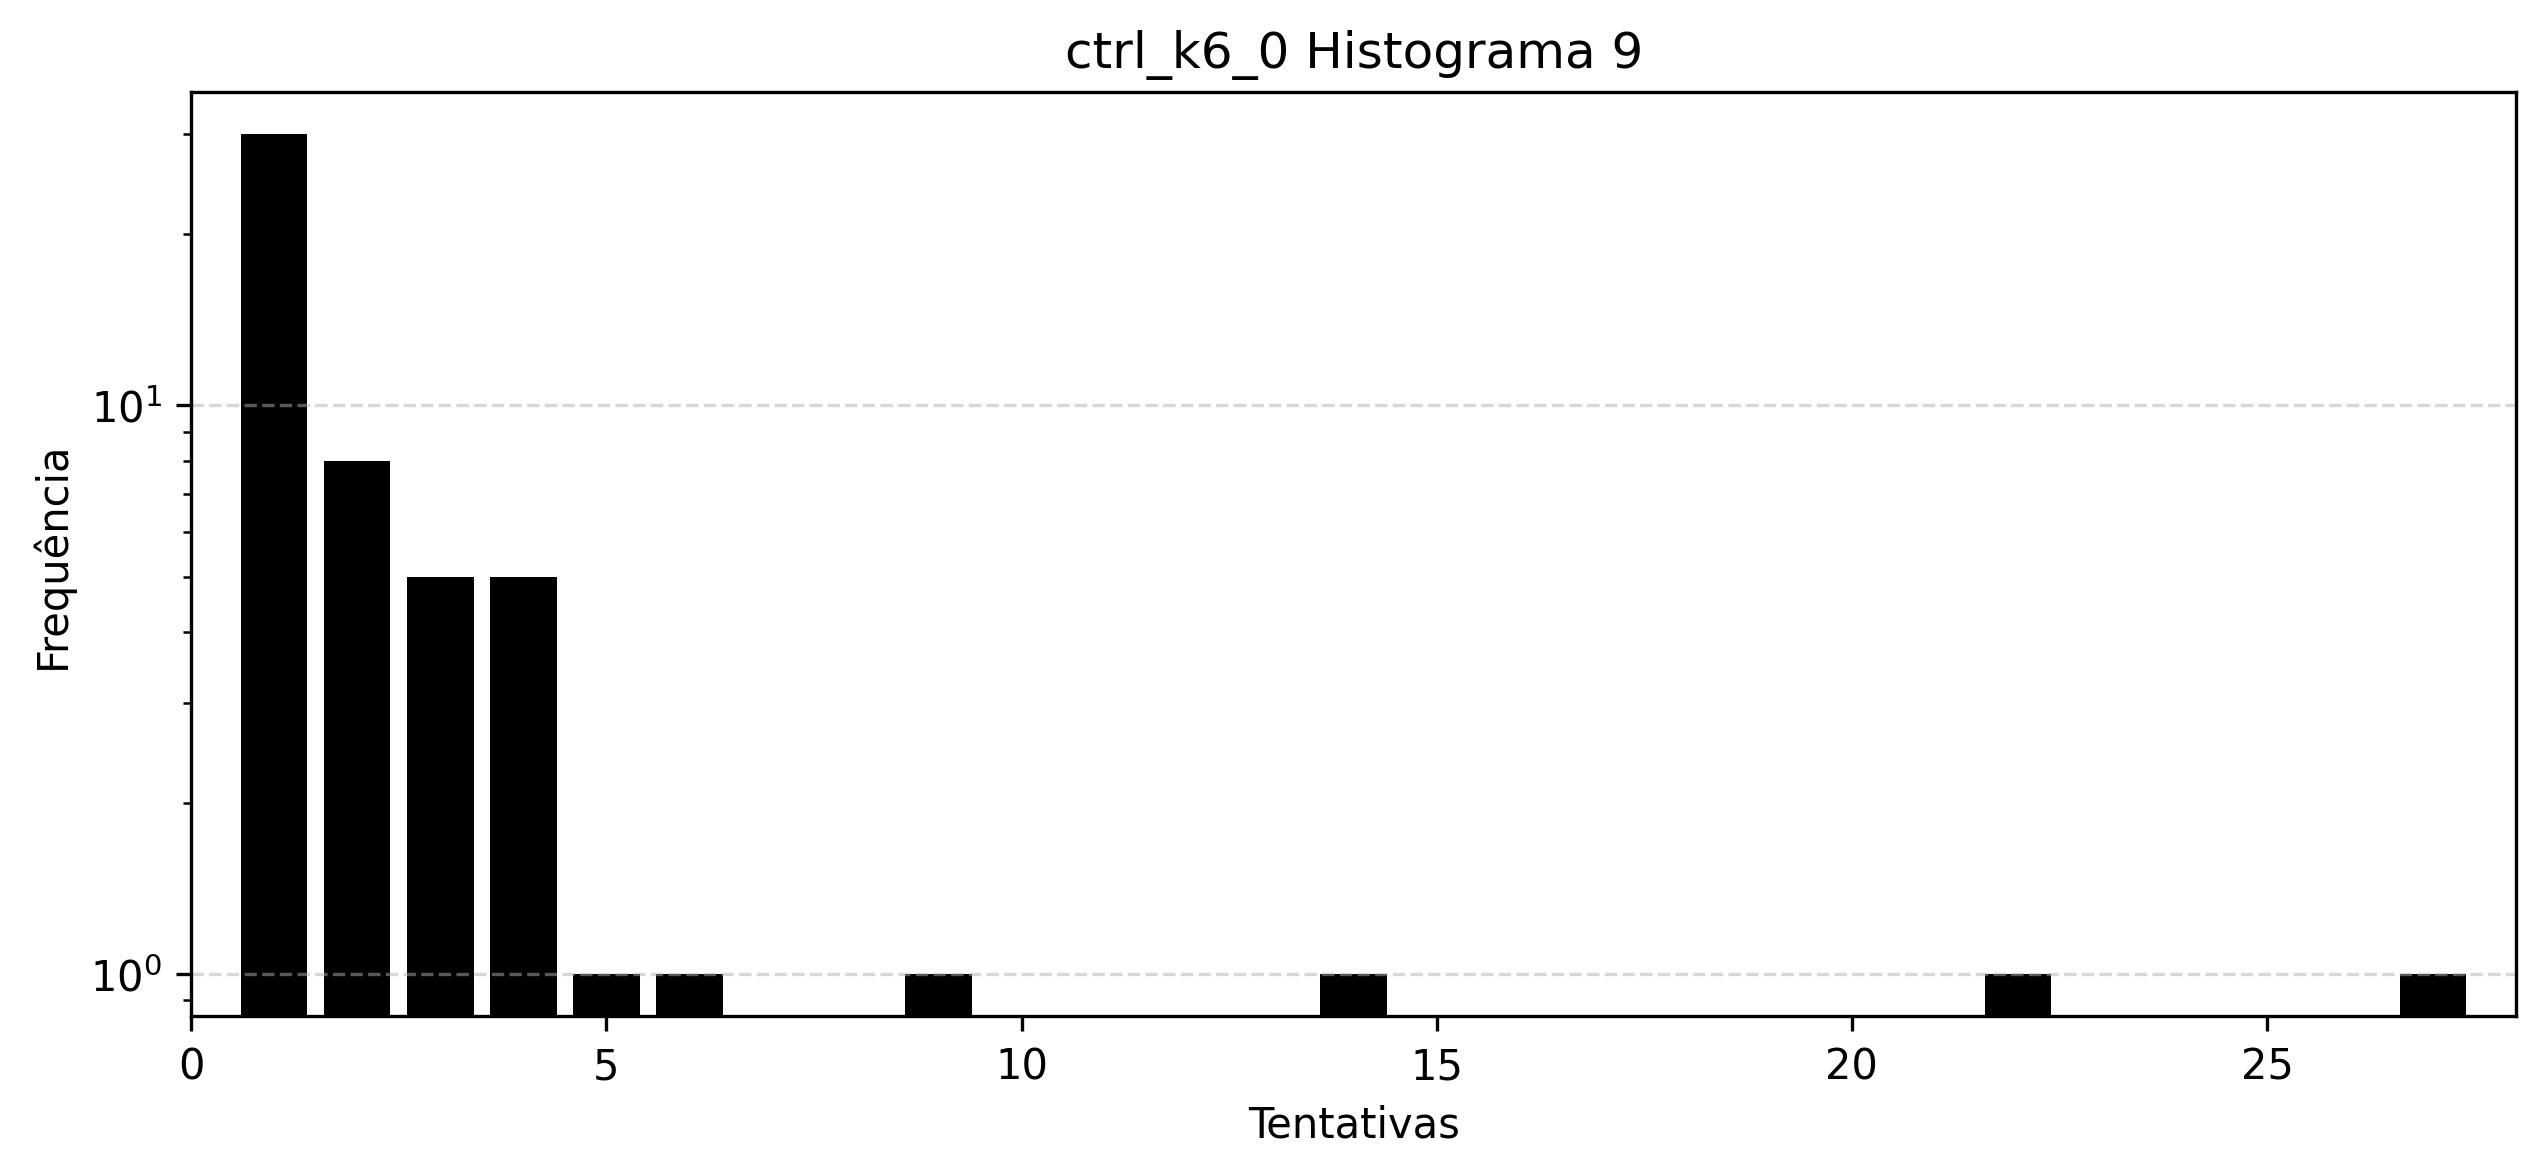 ctrl_k6_0 Histograma 9
Frequência
10¹
10⁰
0 5 10 15 20 25
Tentativas